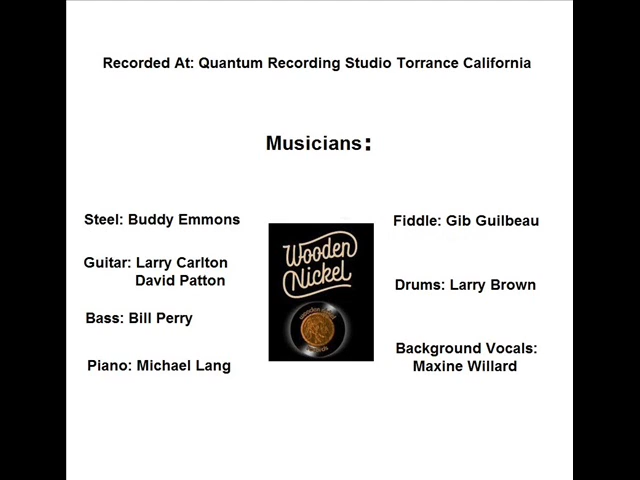 Recorded At: Quantum Recording Studio Torrance California
Musicians:
Steel: Buddy Emmons
Guitar: Larry Carlton
David Patton
Bass: Bill Perry
Piano: Michael Lang
Wooden
Nickel
Fiddle: Gib Guilbeau
Drums: Larry Brown
Background Vocals:
Maxine Willard